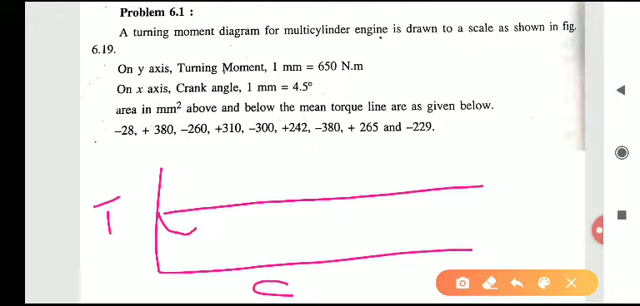 Problem 6.1 :
A turning moment diagram for multicylinder engine is drawn to a scale as shown in fig.
6.19.
On y axis, Turning Moment, 1 mm = 650 N.m
On x axis, Crank angle, 1 mm = 4.5°
area in mm² above and below the mean torque line are as given below.
–28, + 380, –260, +310, –300, +242, –380, + 265 and –229.
T